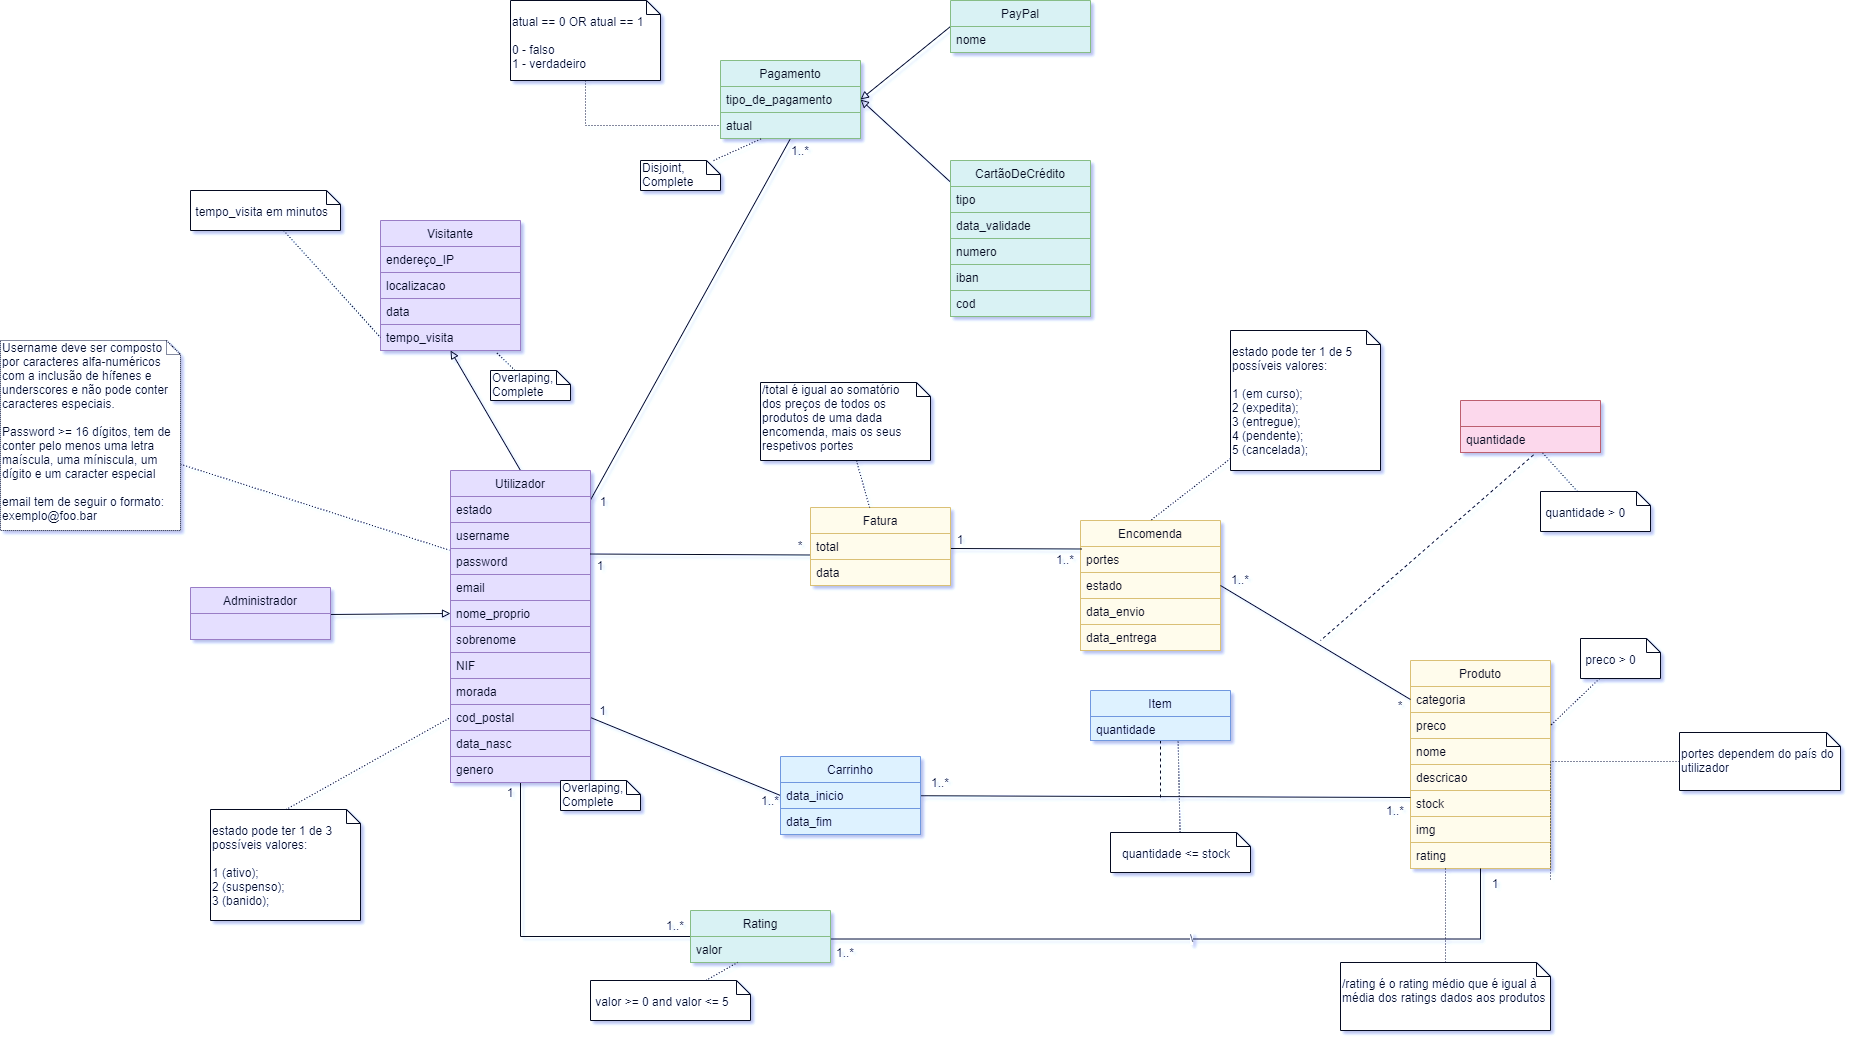 atual == 0 OR atual == 1
0 - falso
1 - verdadeiro
PayPal
nome
Pagamento
tipo_de_pagamento
atual
1..*
Disjoint,
Complete
CartãoDeCrédito
tipo
data_validade
numero
iban
cod
tempo_visita em minutos
Visitante
endereço_IP
localizacao
data
tempo_visita
Overlaping,
Complete
Username deve ser composto
por caracteres alfa-numéricos
com a inclusão de hífenes e
underscores e não pode conter
caracteres especiais.
Password >= 16 dígitos, tem de
conter pelo menos uma letra
maíscula, uma míniscula, um
dígito e um caracter especial
email tem de seguir o formato:
exemplo@foo.bar
/total é igual ao somatório
dos preços de todos os
produtos de uma dada
encomenda, mais os seus
respetivos portes
estado pode ter 1 de 5
possíveis valores:
1 (em curso);
2 (expedita);
3 (entregue);
4 (pendente);
5 (cancelada);
quantidade
quantidade > 0
Utilizador
estado
username
password
email
nome_proprio
sobrenome
NIF
morada
cod_postal
data_nasc
genero
1
1
*
Fatura
total
data
1
1..*
Encomenda
portes
estado
data_envio
data_entrega
1..*
Administrador
preco > 0
Produto
categoria
preco
nome
descricao
stock
img
rating
*
portes dependem do país do
utilizador
Item
quantidade
1
Carrinho
data_inicio
data_fim
1..*
1..*
1..*
1
Overlaping,
Complete
estado pode ter 1 de 3
possíveis valores:
1 (ativo);
2 (suspenso);
3 (banido);
quantidade <= stock
1
1..*
Rating
valor
1..*
valor >= 0 and valor <= 5
/rating é o rating médio que é igual à
média dos ratings dados aos produtos